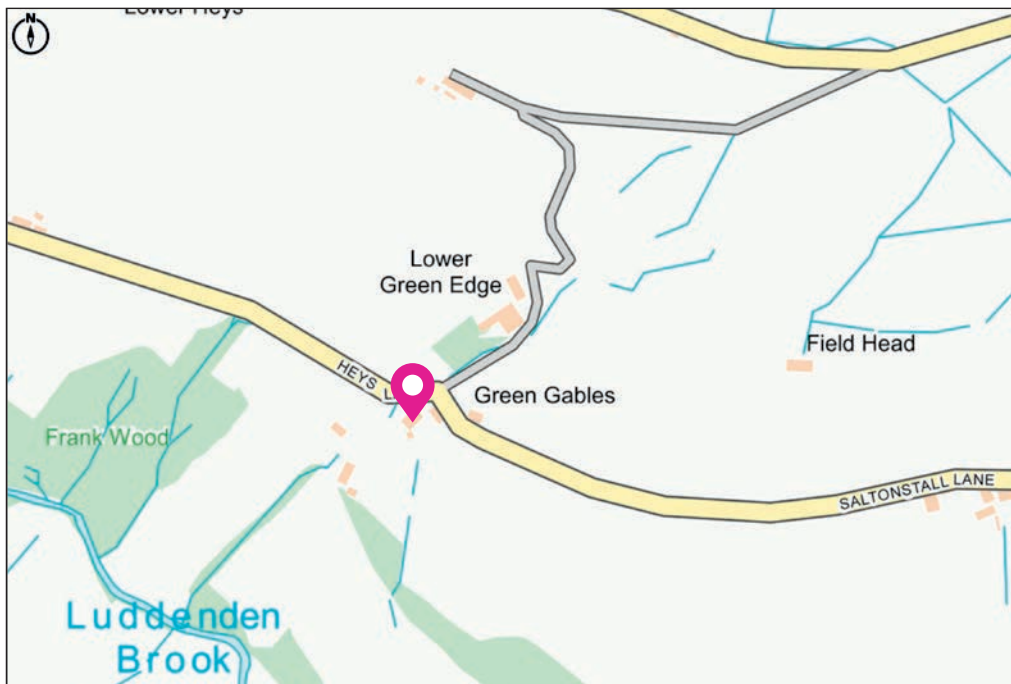 Lower Heys
N
Lower
Green Edge
Field Head
HEYS L
Green Gables
Frank Wood
SALTONSTALL LANE
Luddenden
Brook